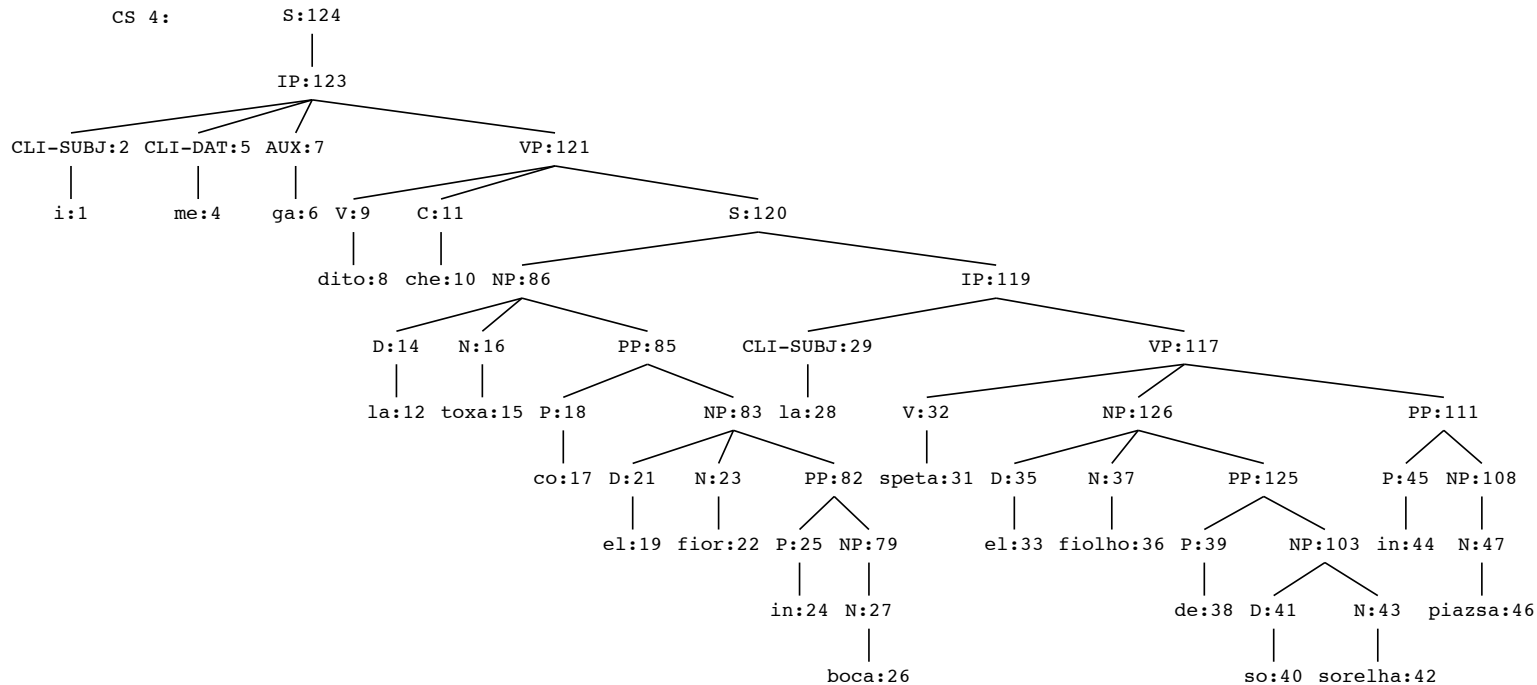 CS 4: S:124
IP:123
CLI-SUBJ:2 CLI-DAT:5 AUX:7 VP:121
i:1 me:4 ga:6 V:9 C:11 S:120
dito:8 che:10 NP:86 IP:119
D:14 N:16 PP:85 CLI-SUBJ:29 VP:117
la:12 toxa:15 P:18 NP:83 la:28 V:32 NP:126 PP:111
co:17 D:21 N:23 PP:82 speta:31 D:35 N:37 PP:125 P:45 NP:108
el:19 fior:22 P:25 NP:79 el:33 fiolho:36 P:39 NP:103 in:44 N:47
in:24 N:27 de:38 D:41 N:43 piazsa:46
boca:26 so:40 sorelha:42